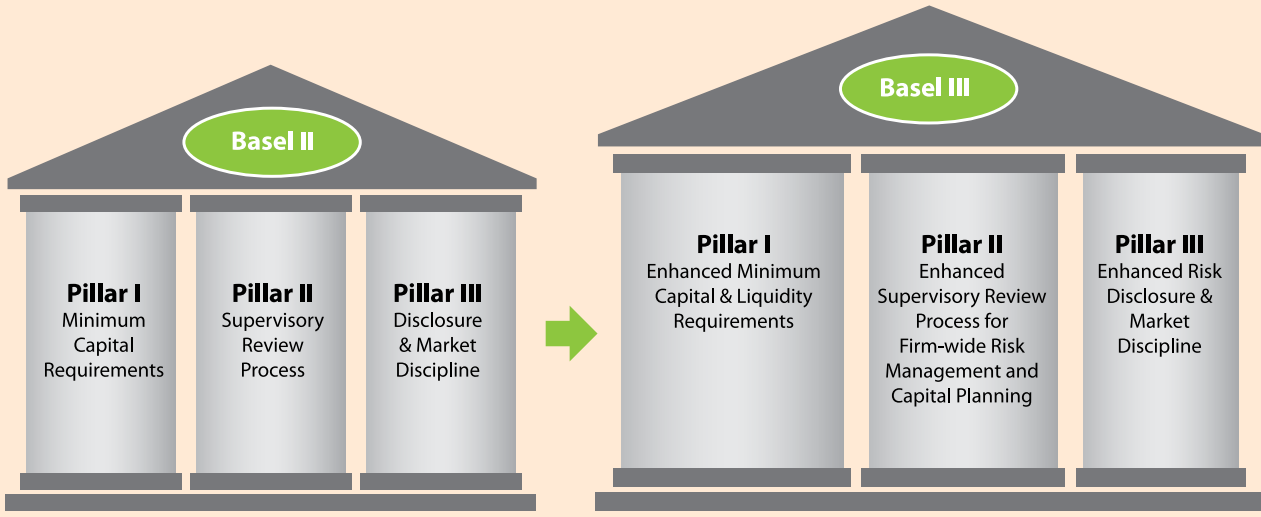 Basel II
Pillar I
Minimum
Capital
Requirements
Pillar II
Supervisory
Review
Process
Pillar III
Disclosure
& Market
Discipline
Basel III
Pillar I
Enhanced Minimum
Capital & Liquidity
Requirements
Pillar II
Enhanced
Supervisory Review
Process for
Firm-wide Risk
Management and
Capital Planning
Pillar III
Enhanced Risk
Disclosure &
Market
Discipline